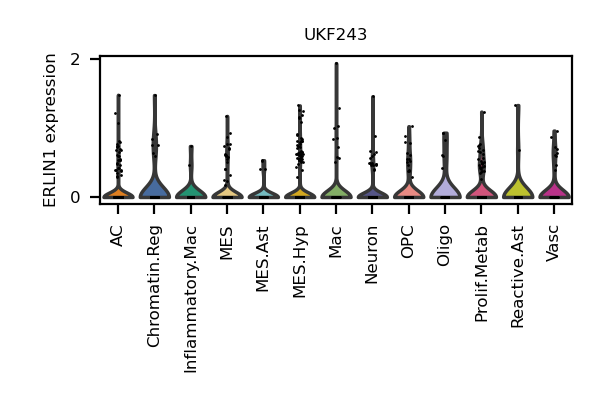 UKF243
ERLIN1 expression
2
0
AC
Chromatin.Reg
Inflammatory.Mac
MES
MES.Ast
MES.Hyp
Mac
Neuron
OPC
Oligo
Prolif.Metab
Reactive.Ast
Vasc